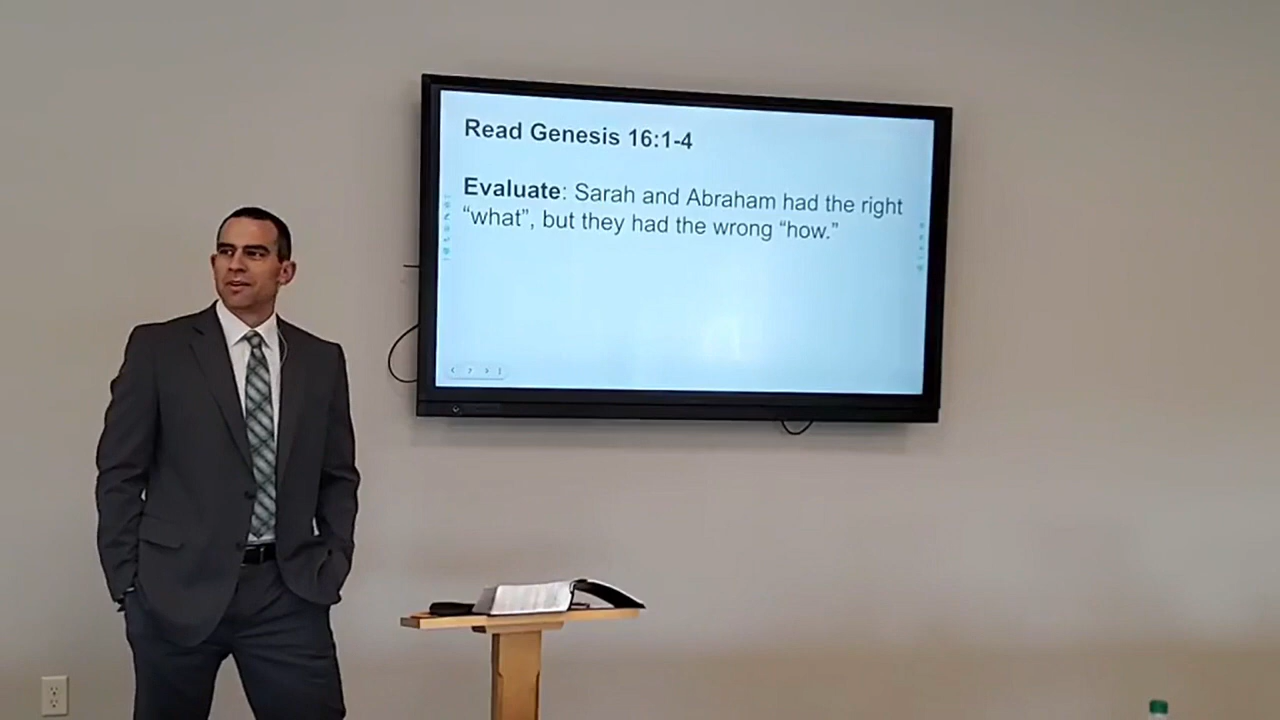 Read Genesis 16:1-4
Evaluate: Sarah and Abraham had the right
“what”, but they had the wrong “how.”